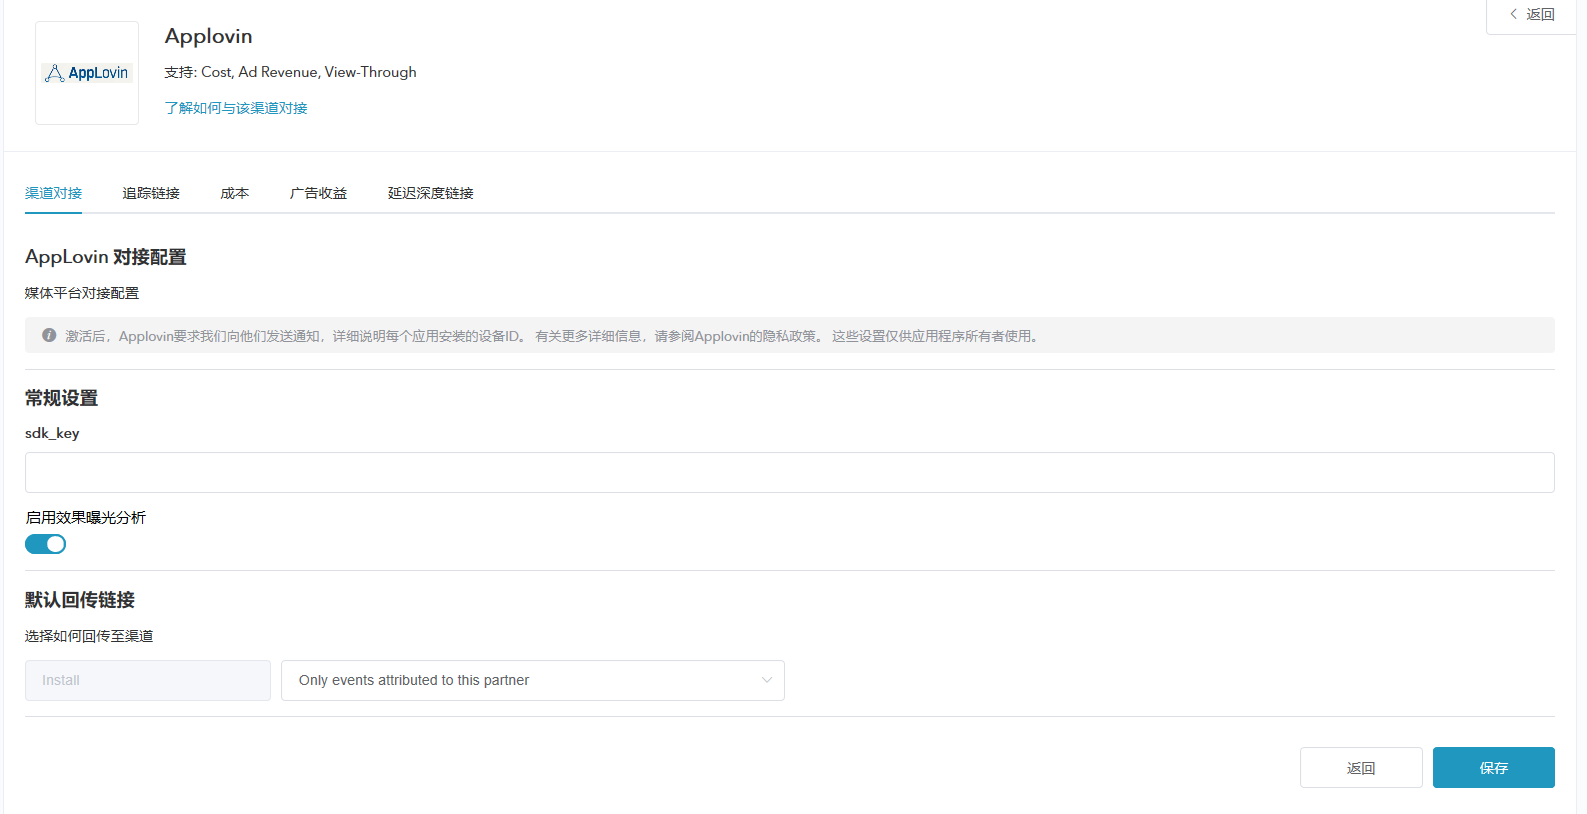 返回
AppLovin
Applovin
支持: Cost, Ad Revenue, View-Through
了解如何与该渠道对接
渠道对接
追踪链接
成本
广告收益
延迟深度链接
AppLovin 对接配置
媒体平台对接配置
激活后，Applovin要求我们向他们发送通知，详细说明每个应用安装的设备ID。 有关更多详细信息，请参阅Applovin的隐私政策。 这些设置仅供应用程序所有者使用。
常规设置
sdk_key
启用效果曝光分析
默认回传链接
选择如何回传至渠道
Install
Only events attributed to this partner
返回
保存